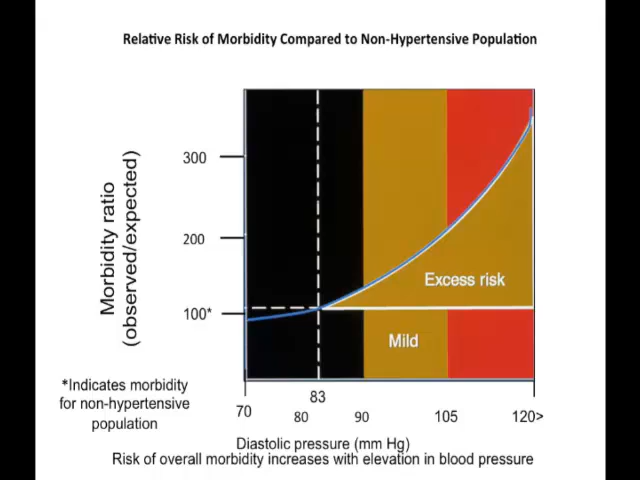 Relative Risk of Morbidity Compared to Non-Hypertensive Population
Morbidity ratio
(observed/expected)
300
200
100*
Excess risk
Mild
*Indicates morbidity
for non-hypertensive
population
70
80
83
90
105
120>
Diastolic pressure (mm Hg)
Risk of overall morbidity increases with elevation in blood pressure